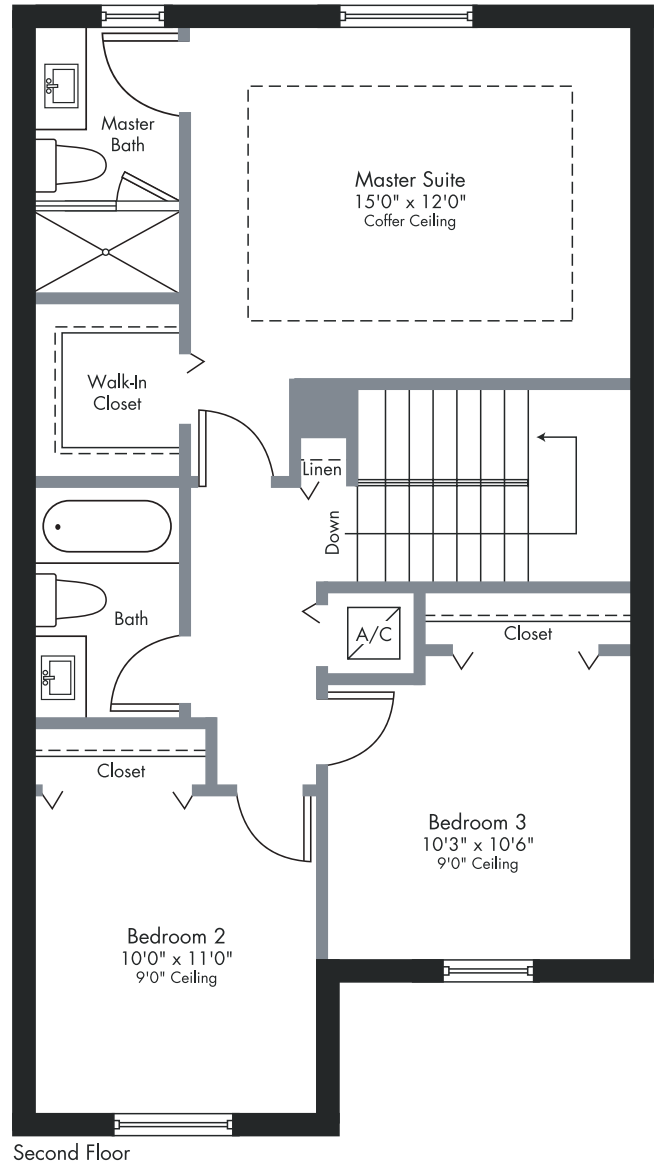 Master
Bath
Master Suite
15'0" x 12'0"
Coffer Ceiling
Walk-In
Closet
Linen
Down
Bath
A/C
Closet
Closet
Bedroom 3
10'3" x 10'6"
9'0" Ceiling
Bedroom 2
10'0" x 11'0"
9'0" Ceiling
Second Floor